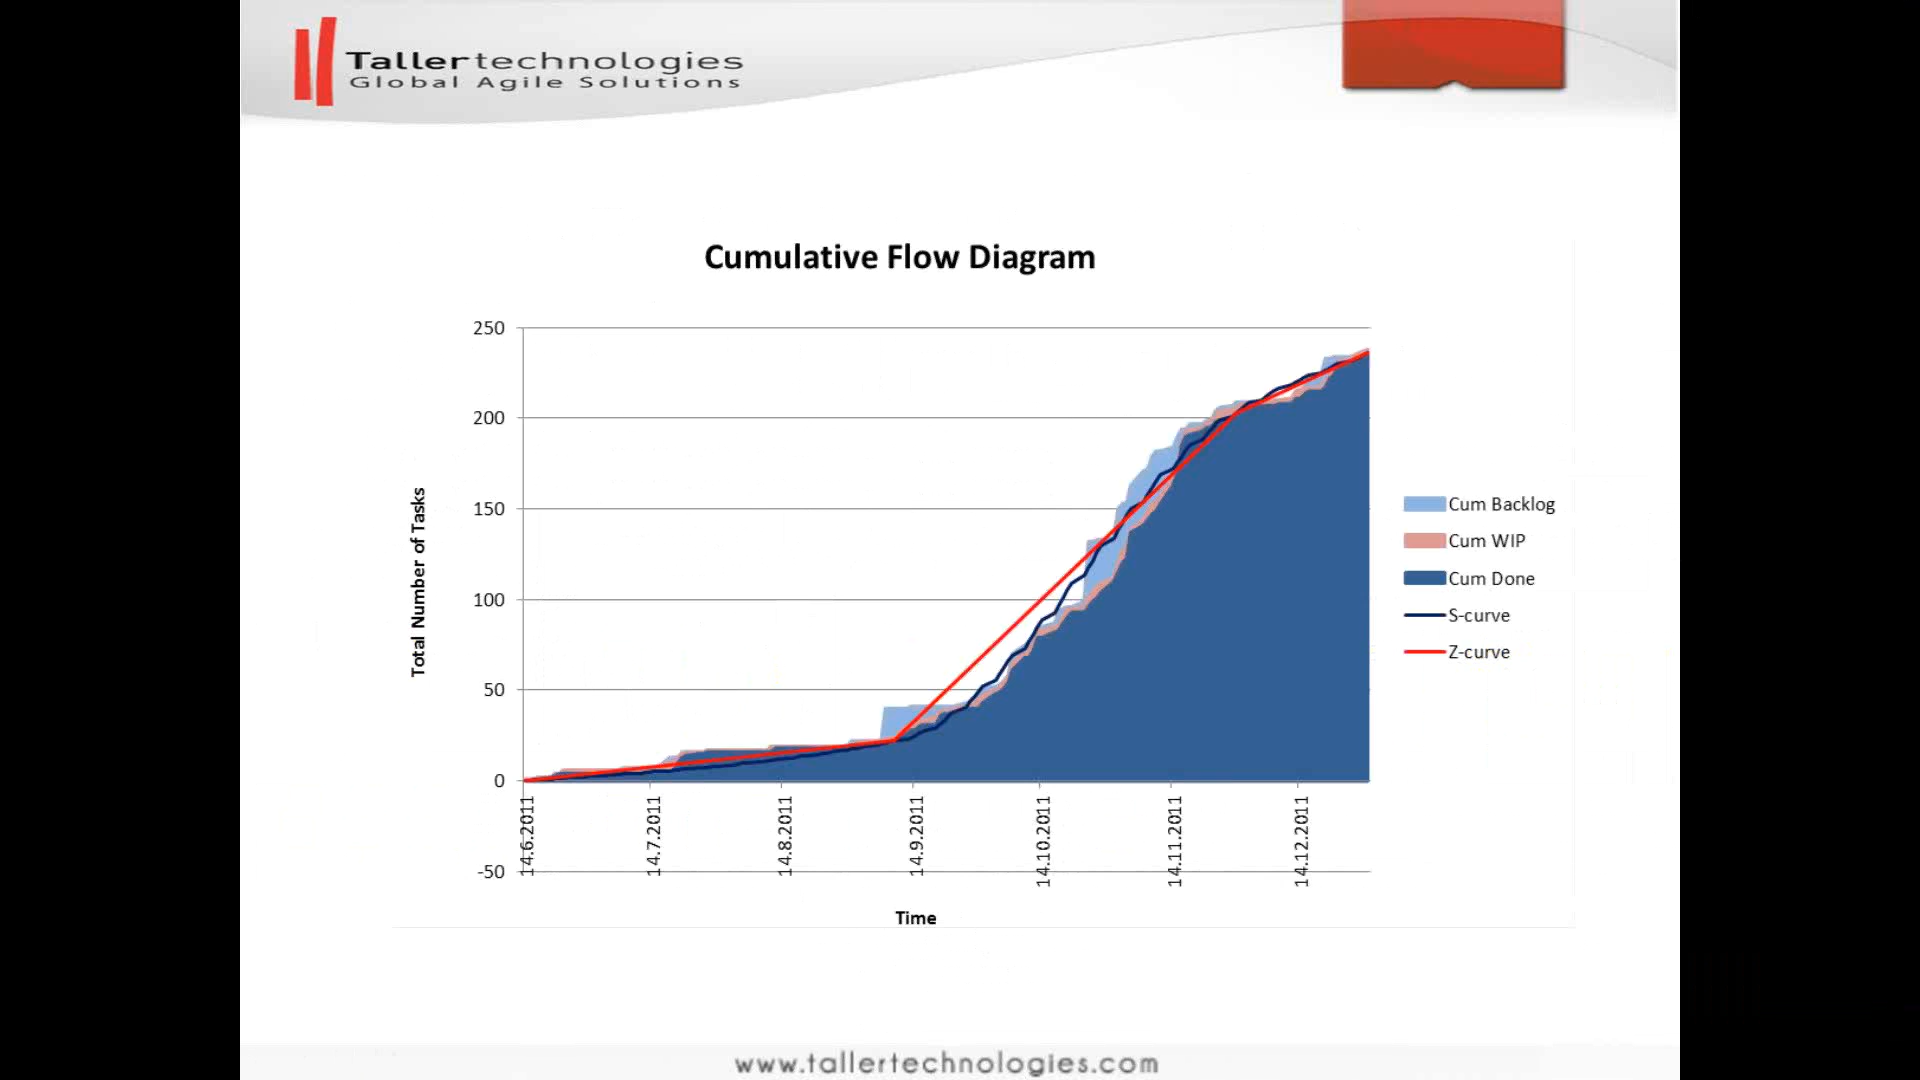 Tallertechnologies
Global Agile Solutions
Cumulative Flow Diagram
250
200
150
100
50
0
-50
Total Number of Tasks
14.6.2011
14.7.2011
14.8.2011
14.9.2011
14.10.2011
14.11.2011
14.12.2011
Time
Cum Backlog
Cum WIP
Cum Done
S-curve
Z-curve
www.tallertechnologies.com